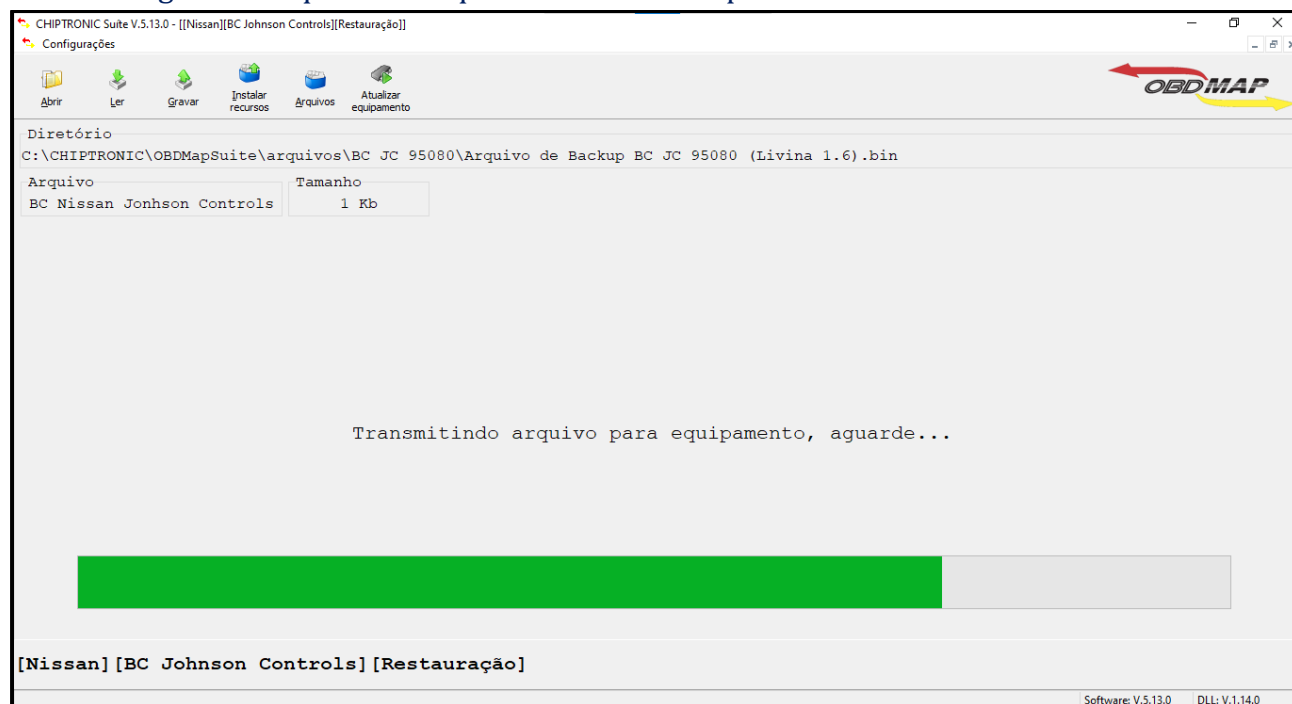 CHIPTRONIC Suíte V.5.13.0 - [[Nissan][BC Johnson Controls][Restauração]]
Configurações
Abrir
Ler
Gravar
Instalar
recursos
Arquivos
Atualizar
equipamento
OBDMAP
Diretório
C:\CHIPTRONIC\OBDMapSuite\arquivos\BC JC 95080\Arquivo de Backup BC JC 95080 (Livina 1.6).bin
Arquivo
Tamanho
BC Nissan Jonhson Controls
1 Kb
Transmitindo arquivo para equipamento, aguarde...
[Nissan][BC Johnson Controls][Restauração]
Software: V.5.13.0 DLL: V.1.14.0